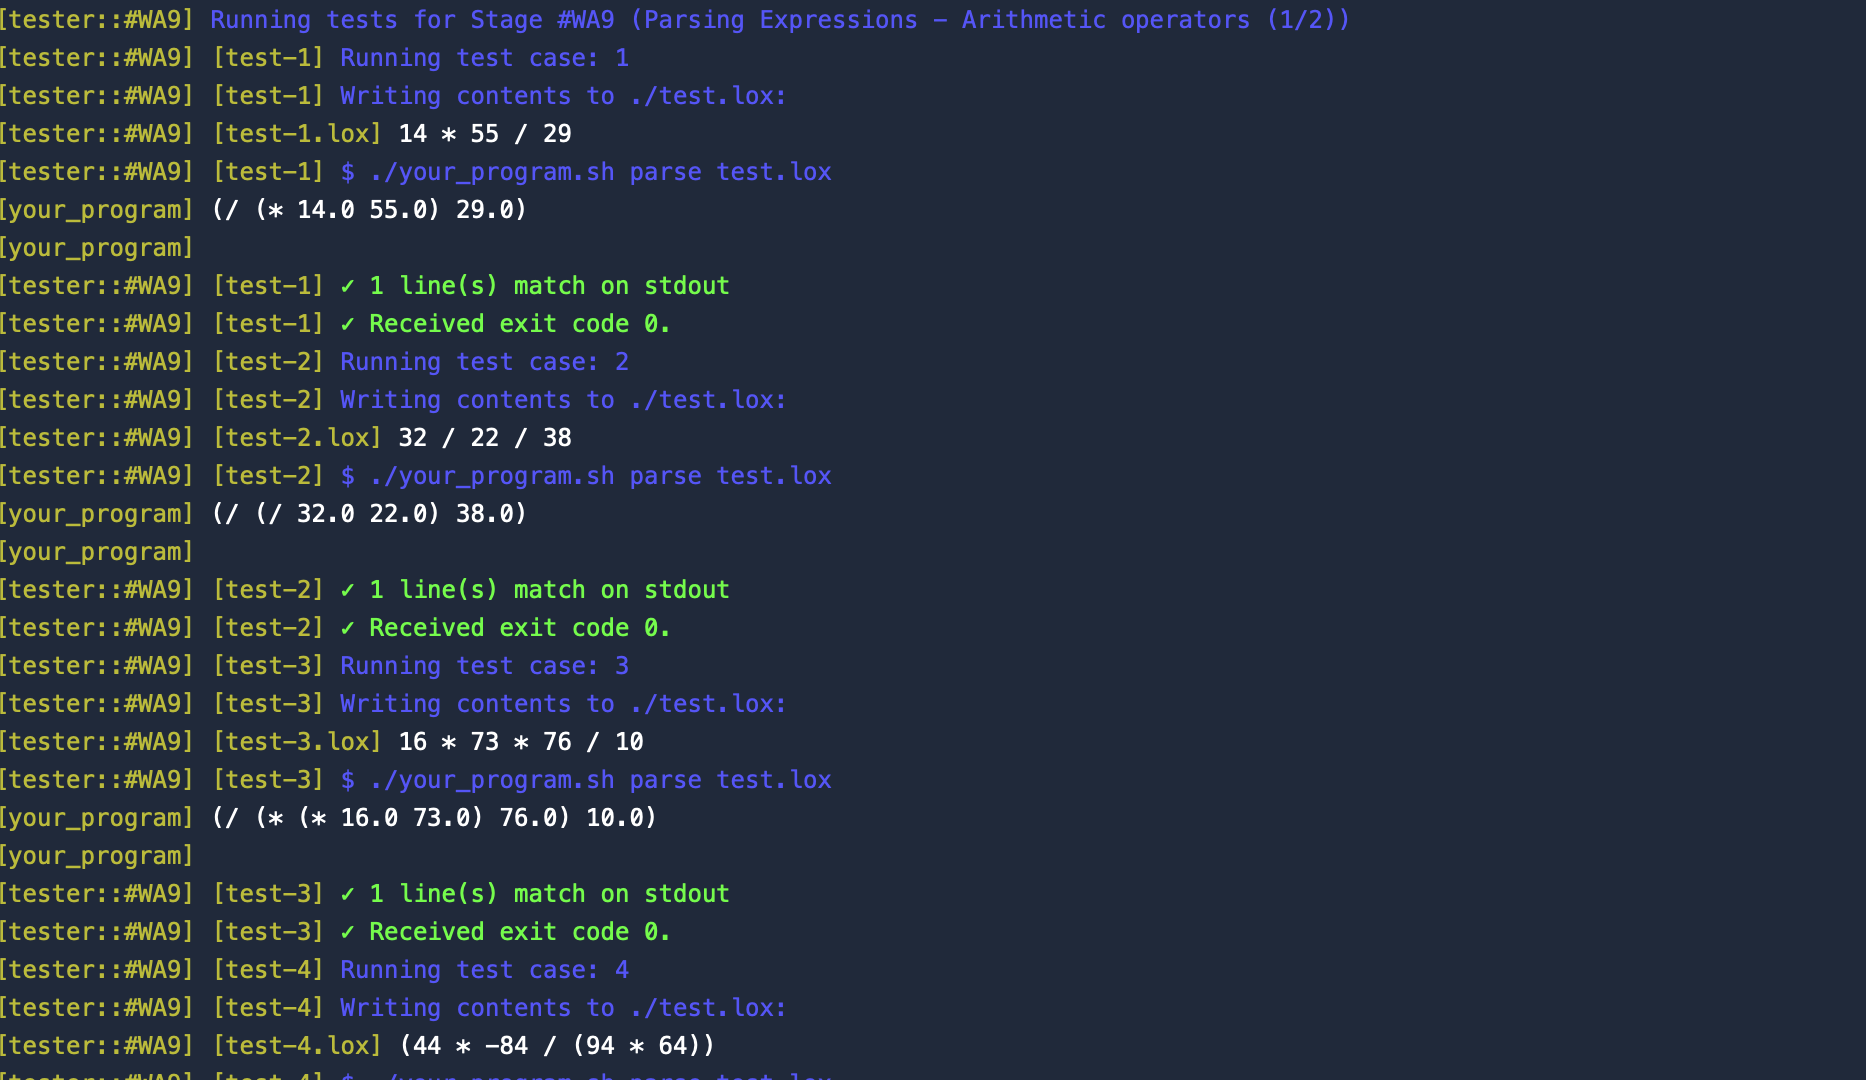 [tester::#WA9] Running tests for Stage #WA9 (Parsing Expressions - Arithmetic operators (1/2))
[tester::#WA9] [test-1] Running test case: 1
[tester::#WA9] [test-1] Writing contents to ./test.lox:
[tester::#WA9] [test-1.lox] 14 * 55 / 29
[tester::#WA9] [test-1] $ ./your_program.sh parse test.lox
[your_program] (/ (* 14.0 55.0) 29.0)
[your_program]
[tester::#WA9] [test-1] ✓ 1 line(s) match on stdout
[tester::#WA9] [test-1] ✓ Received exit code 0.
[tester::#WA9] [test-2] Running test case: 2
[tester::#WA9] [test-2] Writing contents to ./test.lox:
[tester::#WA9] [test-2.lox] 32 / 22 / 38
[tester::#WA9] [test-2] $ ./your_program.sh parse test.lox
[your_program] (/ (/ 32.0 22.0) 38.0)
[your_program]
[tester::#WA9] [test-2] ✓ 1 line(s) match on stdout
[tester::#WA9] [test-2] ✓ Received exit code 0.
[tester::#WA9] [test-3] Running test case: 3
[tester::#WA9] [test-3] Writing contents to ./test.lox:
[tester::#WA9] [test-3.lox] 16 * 73 * 76 / 10
[tester::#WA9] [test-3] $ ./your_program.sh parse test.lox
[your_program] (/ (* (* 16.0 73.0) 76.0) 10.0)
[your_program]
[tester::#WA9] [test-3] ✓ 1 line(s) match on stdout
[tester::#WA9] [test-3] ✓ Received exit code 0.
[tester::#WA9] [test-4] Running test case: 4
[tester::#WA9] [test-4] Writing contents to ./test.lox:
[tester::#WA9] [test-4.lox] (44 * -84 / (94 * 64))
[tester::#WA9] [test-4] $ ./your_program.sh parse test.lox